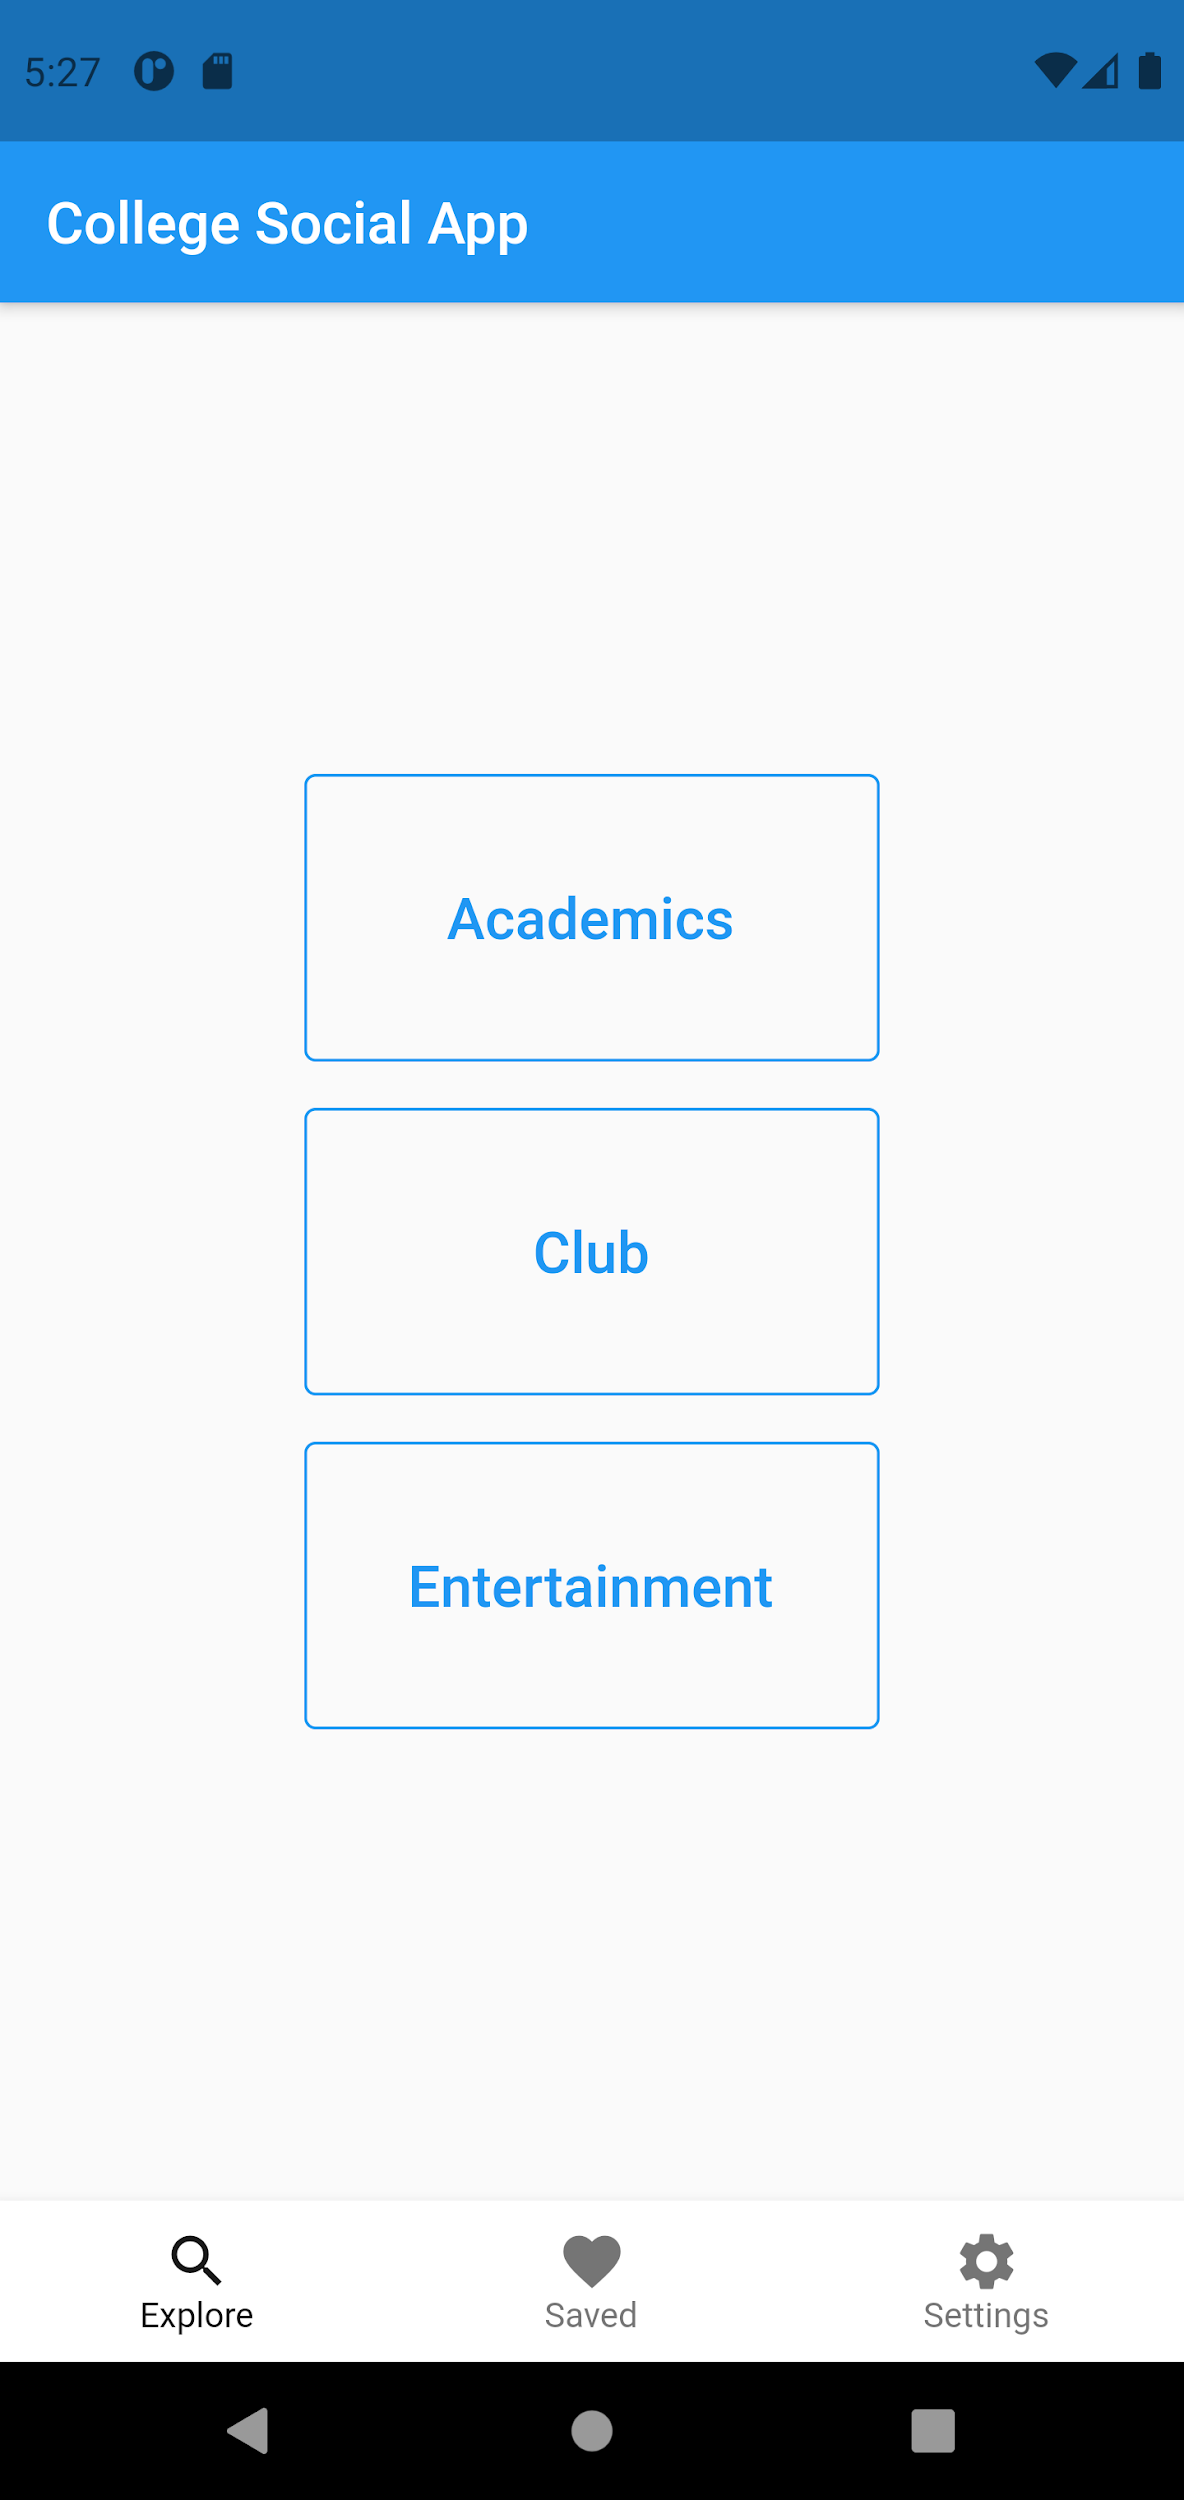 5:27
College Social App
Academics
Club
Entertainment
Explore
Saved
Settings